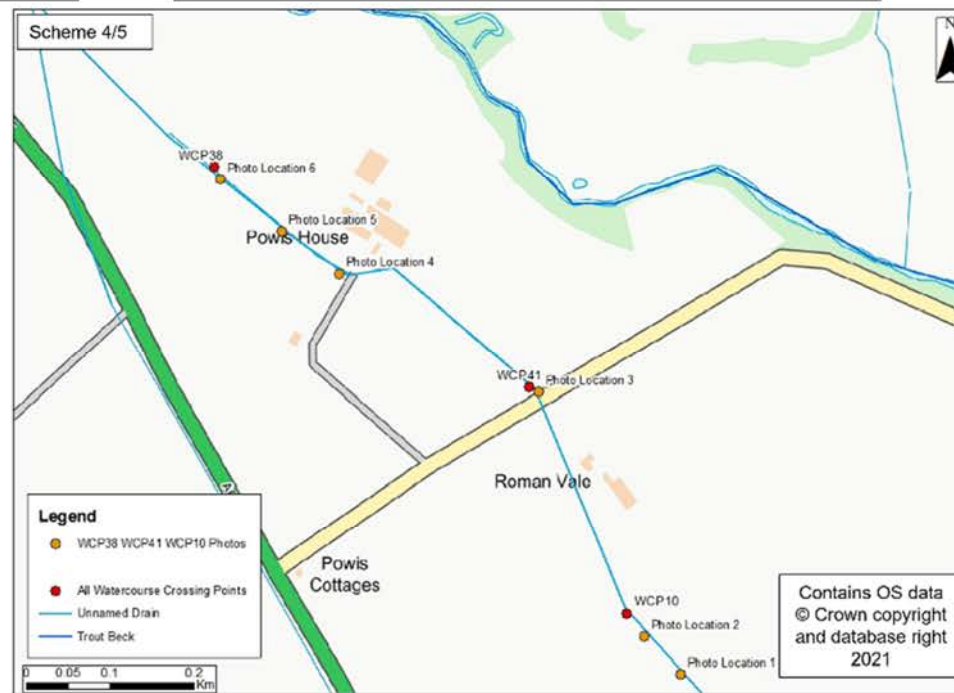 Scheme 4/5
N
WCP38
Photo Location 6
Photo Location 5
Powis House
Photo Location 4
WCP41
Photo Location 3
Roman Vale
Legend
WCP38 WCP41 WCP10 Photos
All Watercourse Crossing Points
Unnamed Drain
Trout Beck
Powis
Cottages
WCP10
Photo Location 2
Photo Location 1
Contains OS data
© Crown copyright
and database right
2021
0 0.05 0.1 0.2
Km